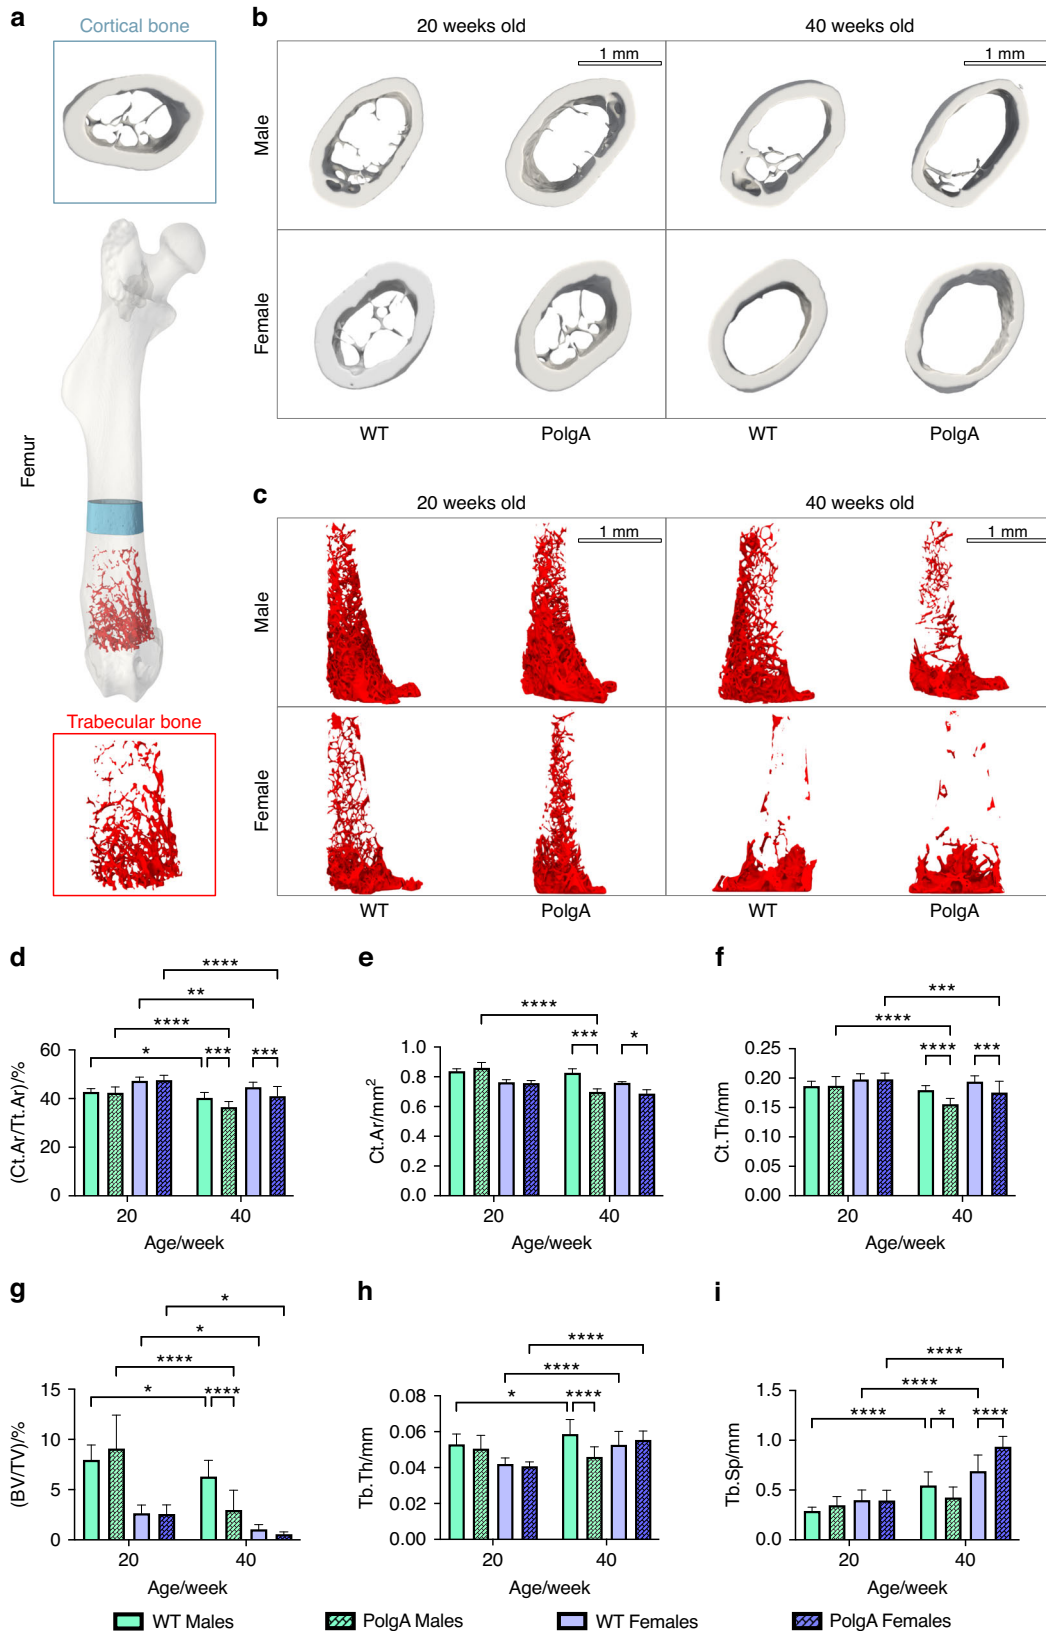 a
Cortical bone
Femur
Trabecular bone
b
20 weeks old
40 weeks old
1 mm
1 mm
Male
Female
WT
PolgA
WT
PolgA
c
20 weeks old
40 weeks old
1 mm
1 mm
Male
Female
WT
PolgA
WT
PolgA
d
****
**
****
*
***
***
(Ct.Ar/Tt.Ar)/%
60
40
20
0
20
40
Age/week
e
****
***
*
Ct.Ar/mm²
1.0
0.8
0.6
0.4
0.2
0.0
20
40
Age/week
f
***
****
****
***
Ct.Th/mm
0.25
0.20
0.15
0.10
0.05
0.00
20
40
Age/week
g
*
*
****
*
****
(BV/TV)/%
15
10
5
0
20
40
Age/week
h
****
****
*
****
Tb.Th/mm
0.08
0.06
0.04
0.02
0.00
20
40
Age/week
i
****
****
****
*
****
Tb.Sp/mm
1.5
1.0
0.5
0.0
20
40
Age/week
WT Males
PolgA Males
WT Females
PolgA Females